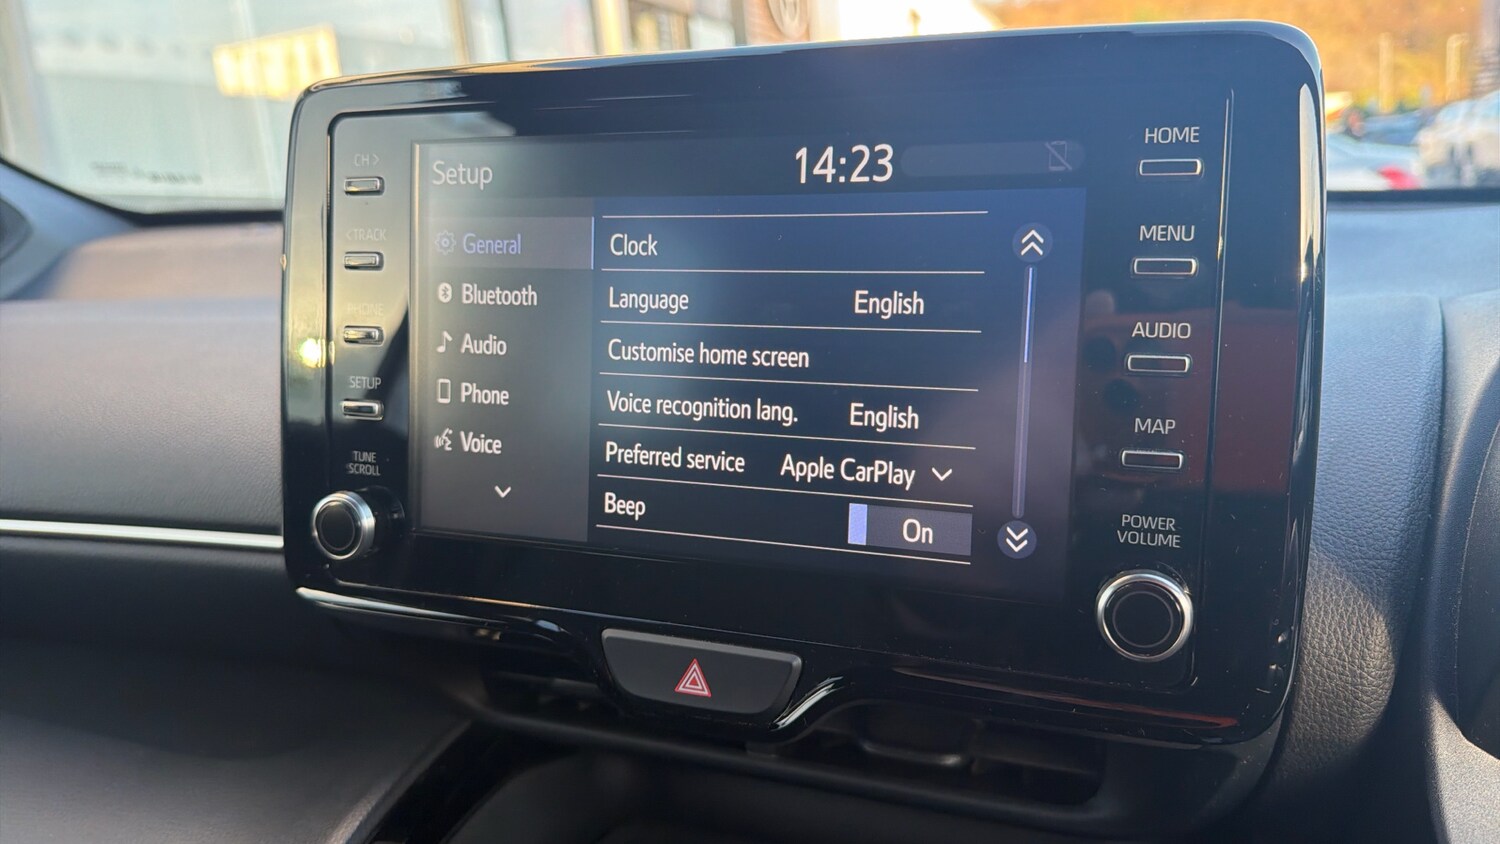 CH >
< TRACK
PHONE
SETUP
TUNE
SCROLL
Setup
14:23
General
Bluetooth
Audio
Phone
Voice
Clock
Language English
Customise home screen
Voice recognition lang. English
Preferred service Apple CarPlay
Beep On
HOME
MENU
AUDIO
MAP
POWER
VOLUME